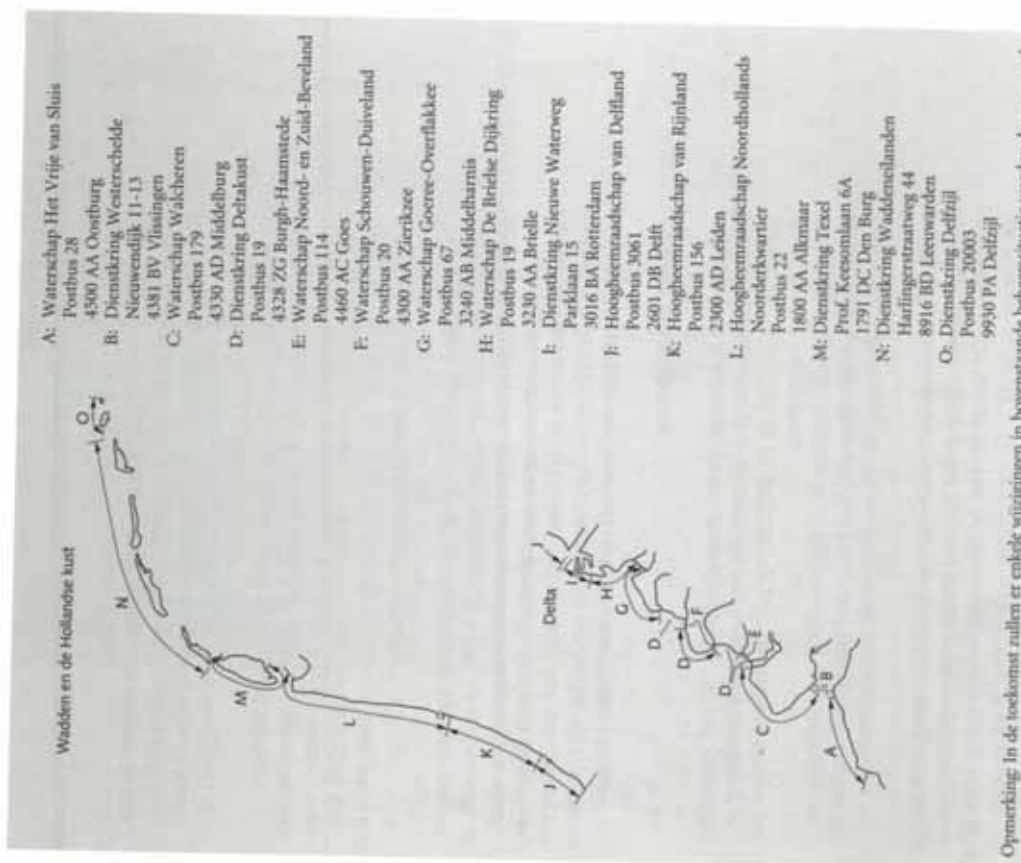 Wadden en de Hollandse kust
O
N
M
L
K
J
Delta
I
H
G
D
F
D
E
D
C
B
A
A: Waterschap Het Vrije van Sluis
Postbus 28
4500 AA Oostburg
B: Dienstkring Westerschelde
Nieuwendijk 11-13
4381 BV Vlissingen
C: Waterschap Walcheren
Postbus 179
4330 AD Middelburg
D: Dienstkring Deltakust
Postbus 19
4328 ZG Burgh-Haamstede
E: Waterschap Noord- en Zuid-Beveland
Postbus 114
4460 AC Goes
F: Waterschap Schouwen-Duiveland
Postbus 20
4300 AA Zierikzee
G: Waterschap Goeree-Overflakkee
Postbus 67
3240 AB Middelharnis
H: Waterschap De Brielse Dijkring
Postbus 19
3230 AA Brielle
I: Dienstkring Nieuwe Waterweg
Parklaan 15
3016 BA Rotterdam
J: Hoogheemraadschap van Delfland
Postbus 3061
2601 DB Delft
K: Hoogheemraadschap van Rijnland
Postbus 156
2300 AD Leiden
L: Hoogheemraadschap Noordhollands
Noorderkwartier
Postbus 22
1800 AA Alkmaar
M: Dienstkring Texel
Prof. Keesomlaan 6A
1791 DC Den Burg
N: Dienstkring Waddeneilanden
Harlingerstraatweg 44
8916 BD Leeuwarden
O: Dienstkring Delfzijl
Postbus 20003
9930 PA Delfzijl
Opmerking: In de toekomst zullen er enkele wijzigingen in bovenstaande